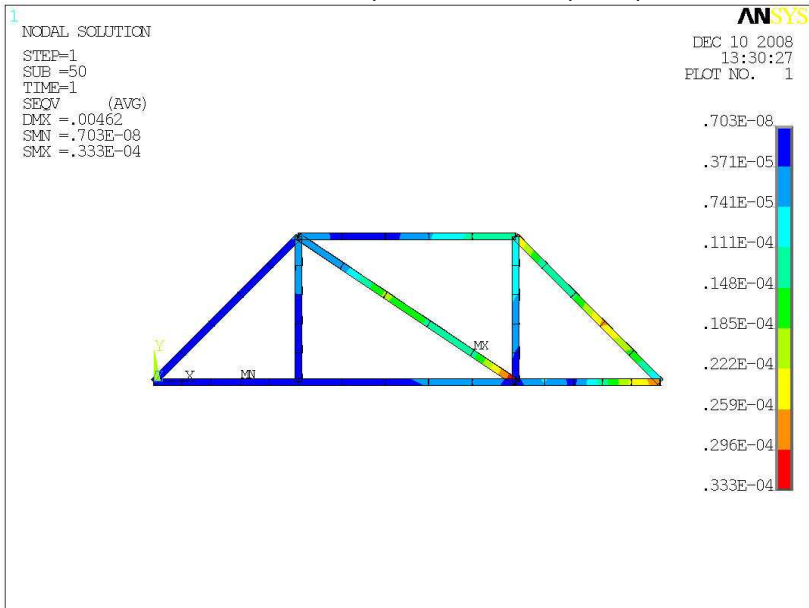 1
NODAL SOLUTION
STEP=1
SUB =50
TIME=1
SEQV (AVG)
DMX =.00462
SMN =.703E-08
SMX =.333E-04
ANSYS
DEC 10 2008
13:30:27
PLOT NO. 1
.703E-08
.371E-05
.741E-05
.111E-04
.148E-04
.185E-04
.222E-04
.259E-04
.296E-04
.333E-04
MX
Y
X
MN